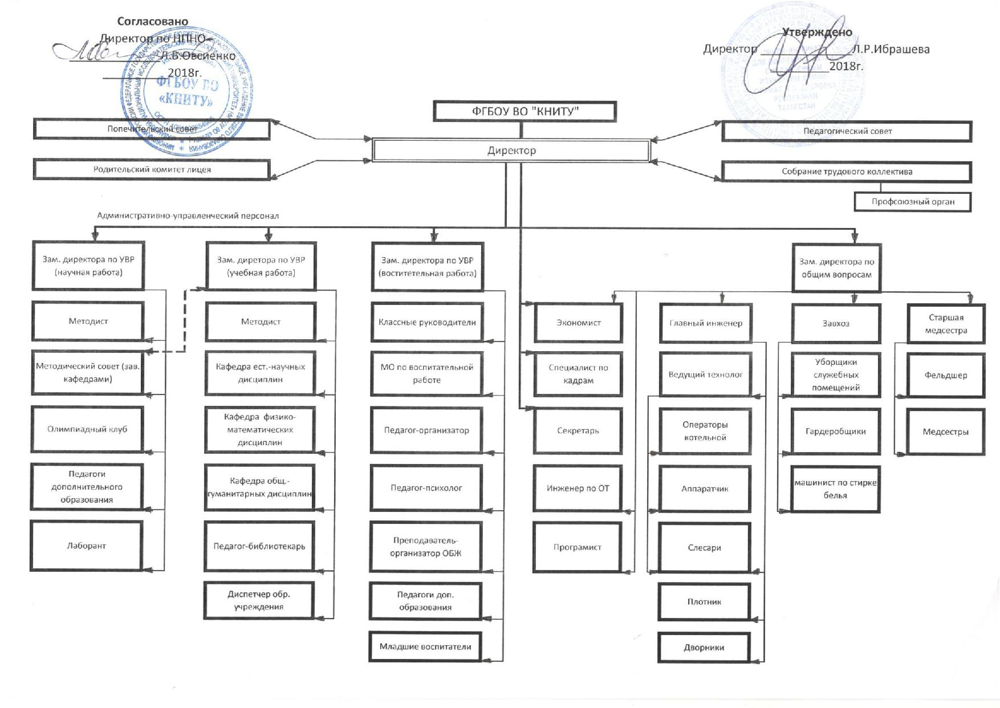 Согласовано
Директор по НПНО
Л.В.Овсиенко
2018г.
ФГБОУ ВО
«КНИТУ»
Утверждено
Директор Л.Р.Ибрашева
2018г.
РЕСПУБЛИКИ
ТАТАРСТАН
ФГБОУ ВО "КНИТУ"
Попечительский совет
Педагогический совет
Директор
Родительский комитет лицея
Собрание трудового коллектива
Профсоюзный орган
Административно-управленческий персонал
Зам. директора по УВР
(научная работа)
Зам. диретора по УВР
(учебная работа)
Зам. директора по УВР
(воститетельная работа)
Зам. директора по
общим вопросам
Методист
Методический совет (зав.
кафедрами)
Олимпиадный клуб
Педагоги
дополнительного
образования
Лаборант
Методист
Кафедра ест.-научных
дисциплин
Кафедра физико-
математических
дисциплин
Кафедра общ.-
гуманитарных дисциплин
Педагог-библиотекарь
Диспетчер обр.
учреждения
Классные руководители
МО по воспитательной
работе
Педагог-организатор
Педагог-психолог
Преподаватель-
организатор ОБЖ
Педагоги доп.
образования
Младшие воспитатели
Экономист
Специалист по
кадрам
Секретарь
Инженер по ОТ
Програмист
Главный инженер
Ведущий технолог
Операторы
котельной
Аппаратчик
Слесари
Плотник
Дворники
Завхоз
Уборщики
служебных
помещений
Гардеробщики
машинист по стирке
белья
Старшая
медсестра
Фельдшер
Медсестры